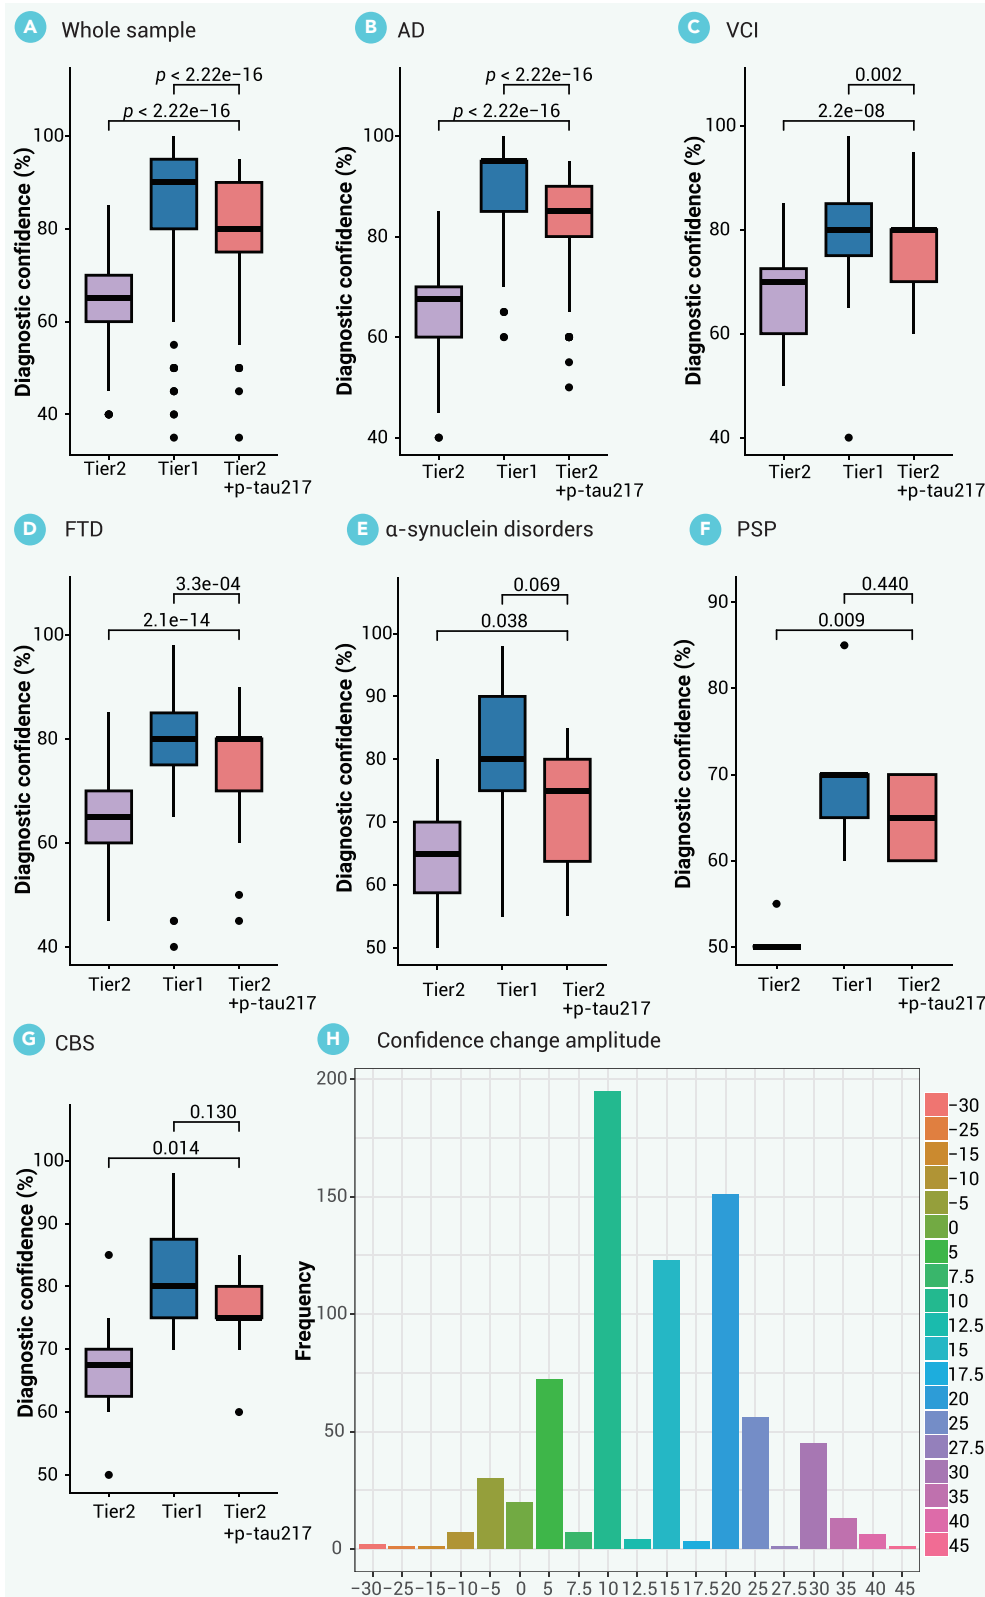 A Whole sample
p < 2.22e−16
p < 2.22e−16
Diagnostic confidence (%)
100
80
60
40
Tier2
Tier1
Tier2
+p-tau217
B AD
p < 2.22e−16
p < 2.22e−16
Diagnostic confidence (%)
100
80
60
40
Tier2
Tier1
Tier2
+p-tau217
C VCI
0.002
2.2e−08
Diagnostic confidence (%)
100
80
60
40
Tier2
Tier1
Tier2
+p-tau217
D FTD
3.3e-04
2.1e−14
Diagnostic confidence (%)
100
80
60
40
Tier2
Tier1
Tier2
+p-tau217
E α-synuclein disorders
0.069
0.038
Diagnostic confidence (%)
100
90
80
70
60
50
Tier2
Tier1
Tier2
+p-tau217
F PSP
0.440
0.009
Diagnostic confidence (%)
90
80
70
60
50
Tier2
Tier1
Tier2
+p-tau217
G CBS
0.130
0.014
Diagnostic confidence (%)
100
90
80
70
60
50
Tier2
Tier1
Tier2
+p-tau217
H Confidence change amplitude
Frequency
200
150
100
50
0
−30 −25 −15 −10 −5 0 5 7.5 10 12.5 15 17.5 20 25 27.5 30 35 40 45
−30
−25
−15
−10
−5
0
5
7.5
10
12.5
15
17.5
20
25
27.5
30
35
40
45